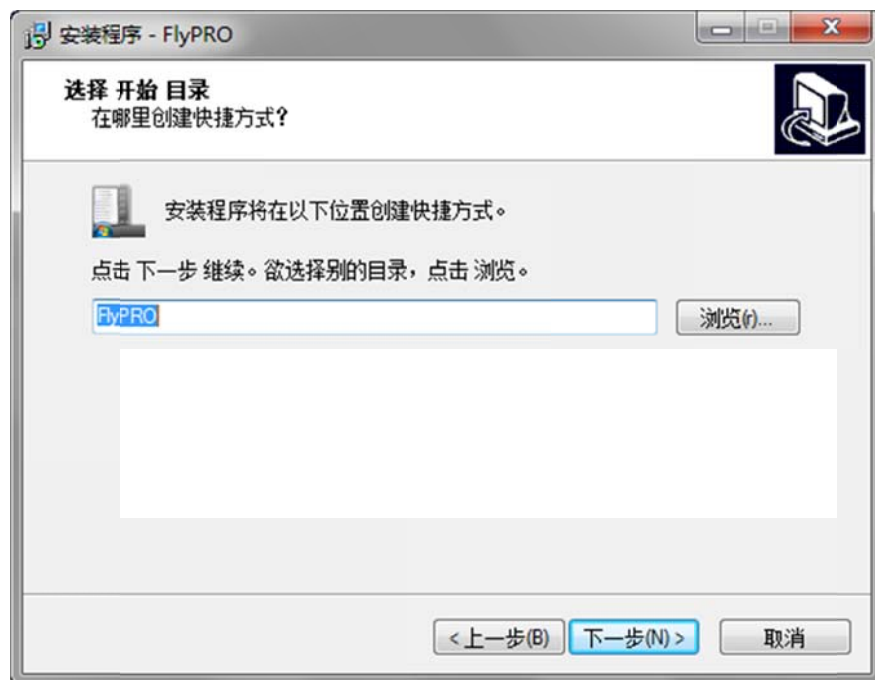 安装程序 - FlyPRO
选择 开始 目录
在哪里创建快捷方式?
安装程序将在以下位置创建快捷方式。
点击 下一步 继续。欲选择别的目录，点击 浏览。
FlyPRO
浏览(r)...
<上一步(B)
下一步(N)>
取消